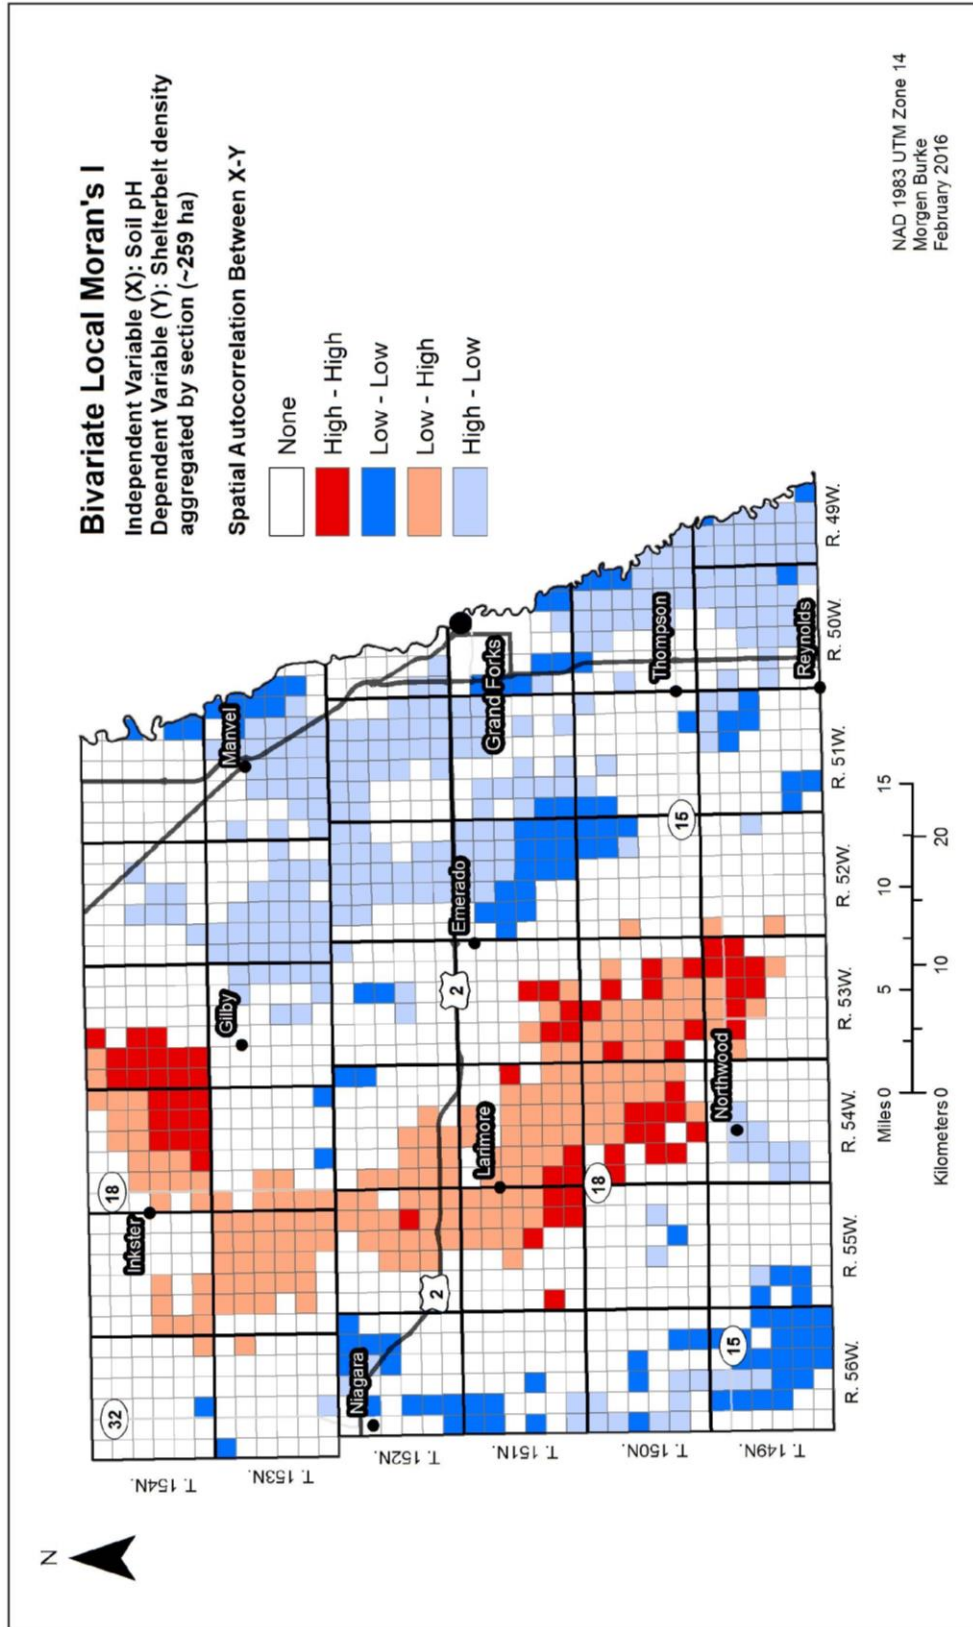 Bivariate Local Moran's I
Independent Variable (X): Soil pH
Dependent Variable (Y): Shelterbelt density
aggregated by section (~259 ha)
Spatial Autocorrelation Between X-Y
None
High - High
Low - Low
Low - High
High - Low
N
T. 154N.
T. 153N.
T. 152N.
T. 151N.
T. 150N.
T. 149N.
32
18
Inkster
Gilby
Manvel
Niagara
2
2
Larimore
Emerado
Grand Forks
18
15
Thompson
15
Northwood
Reynolds
R. 56W.
R. 55W.
R. 54W.
R. 53W.
R. 52W.
R. 51W.
R. 50W.
R. 49W.
Miles 0 5 10 15
Kilometers 0 10 20
NAD 1983 UTM Zone 14
Morgen Burke
February 2016